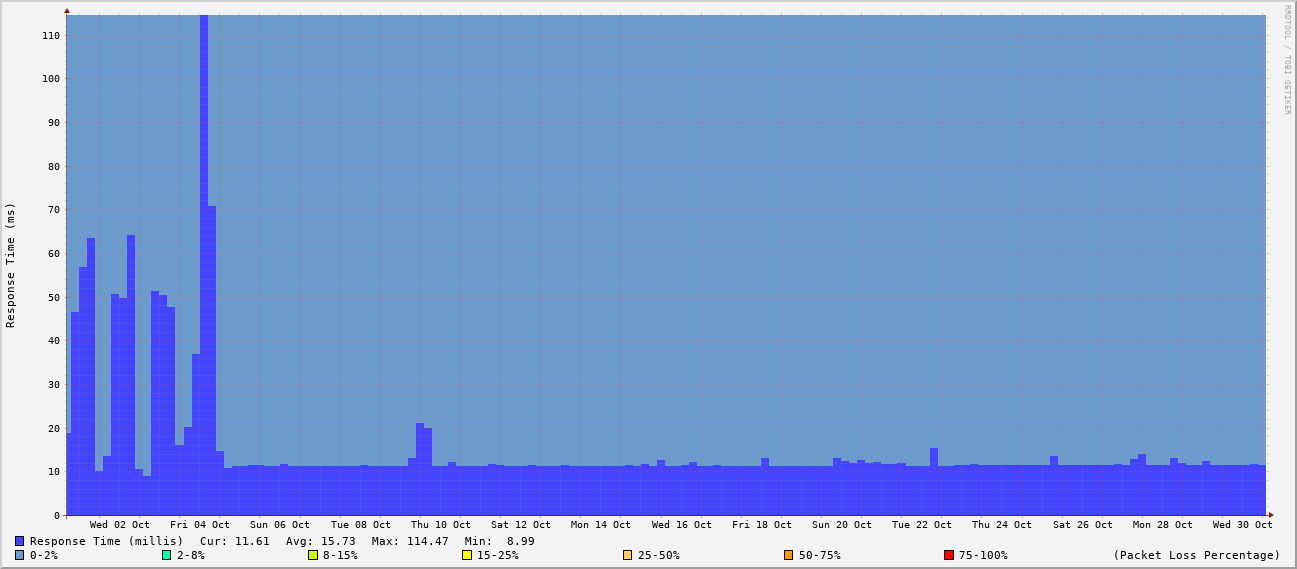 RRDTOOL / TOBI OETIKER
Response Time (ms)
110
100
90
80
70
60
50
40
30
20
10
0
Wed 02 Oct Fri 04 Oct Sun 06 Oct Tue 08 Oct Thu 10 Oct Sat 12 Oct Mon 14 Oct Wed 16 Oct Fri 18 Oct Sun 20 Oct Tue 22 Oct Thu 24 Oct Sat 26 Oct Mon 28 Oct Wed 30 Oct
Response Time (millis) Cur: 11.61 Avg: 15.73 Max: 114.47 Min: 8.99
0-2% 2-8% 8-15% 15-25% 25-50% 50-75% 75-100% (Packet Loss Percentage)